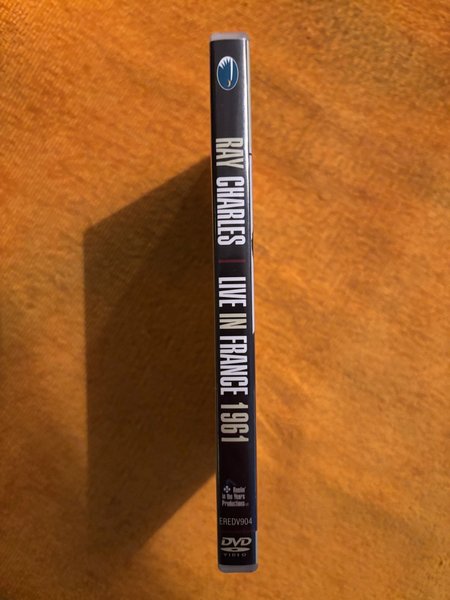 RAY CHARLES LIVE IN FRANCE 1961
Reelin'
in the Years
Productions
EREDV904
DVD
VIDEO